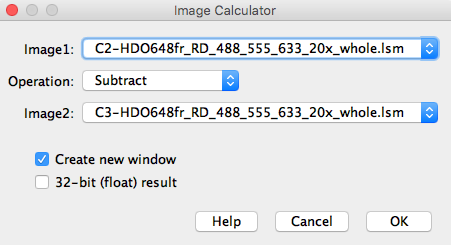 Image Calculator
Image1: C2-HDO648fr_RD_488_555_633_20x_whole.lsm
Operation: Subtract
Image2: C3-HDO648fr_RD_488_555_633_20x_whole.lsm
Create new window
32-bit (float) result
Help Cancel OK